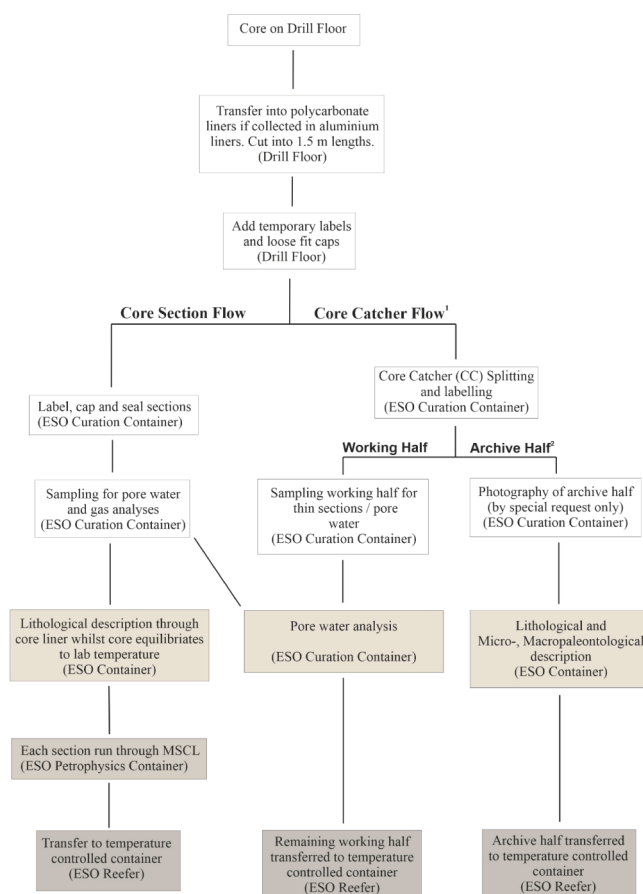 Core on Drill Floor
Transfer into polycarbonate
liners if collected in aluminium
liners. Cut into 1.5 m lengths.
(Drill Floor)
Add temporary labels
and loose fit caps
(Drill Floor)
Core Section Flow
Core Catcher Flow¹
Label, cap and seal sections
(ESO Curation Container)
Core Catcher (CC) Splitting
and labelling
(ESO Curation Container)
Working Half
Archive Half²
Sampling for pore water
and gas analyses
(ESO Curation Container)
Sampling working half for
thin sections / pore
water
(ESO Curation Container)
Photography of archive half
(by special request only)
(ESO Curation Container)
Lithological description through
core liner whilst core equilibriates
to lab temperature
(ESO Container)
Pore water analysis
(ESO Curation Container)
Lithological and
Micro-, Macropaleontological
description
(ESO Container)
Each section run through MSCL
(ESO Petrophysics Container)
Transfer to temperature
controlled container
(ESO Reefer)
Remaining working half
transferred to temperature
controlled container
(ESO Reefer)
Archive half transferred
to temperature controlled
container
(ESO Reefer)